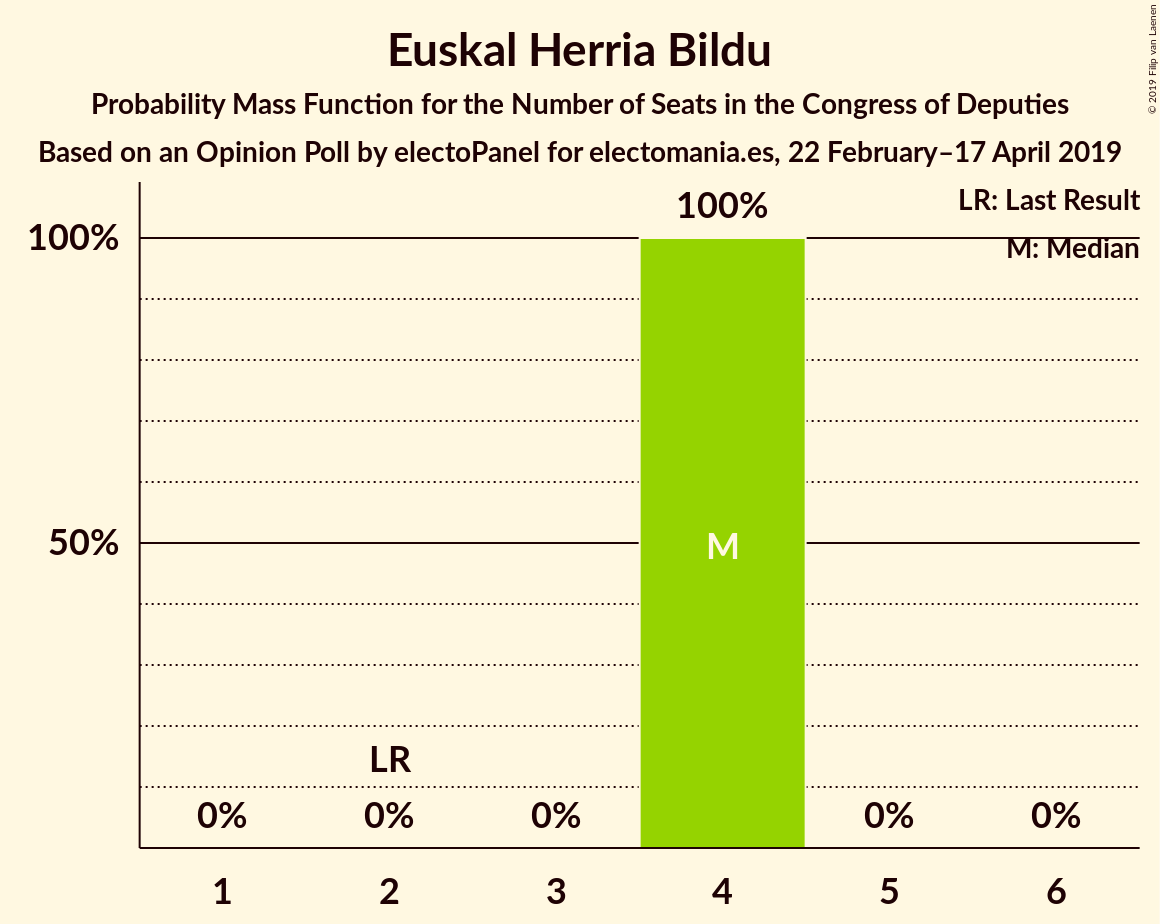 Euskal Herria Bildu
Probability Mass Function for the Number of Seats in the Congress of Deputies
Based on an Opinion Poll by electoPanel for electomania.es, 22 February–17 April 2019
© 2019 Filip van Laenen
LR: Last Result
M: Median
100%
100%
50%
M
LR
0%
0%
0%
0%
0%
1
2
3
4
5
6